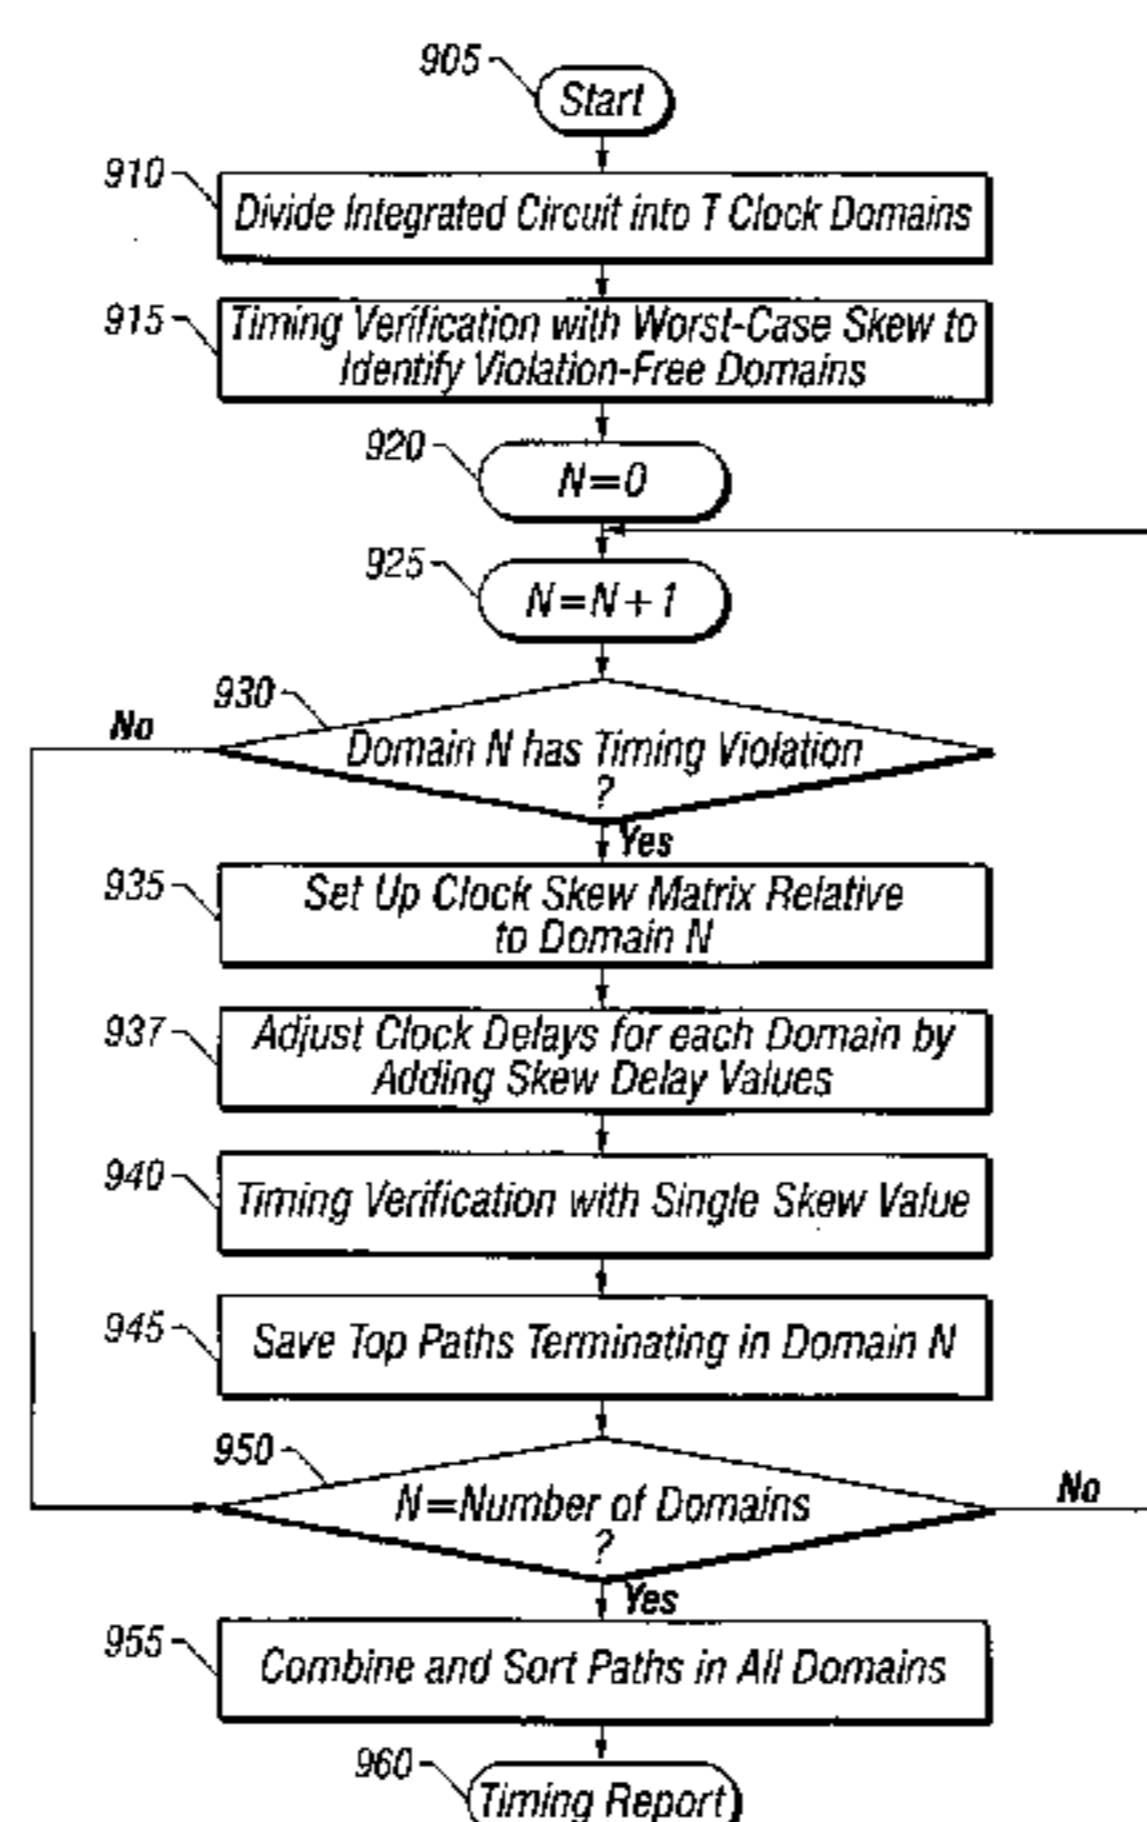 905
Start
910
Divide Integrated Circuit into T Clock Domains
915
Timing Verification with Worst-Case Skew to
Identify Violation-Free Domains
920
N=0
925
N=N+1
930
No
Domain N has Timing Violation
?
Yes
935
Set Up Clock Skew Matrix Relative
to Domain N
937
Adjust Clock Delays for each Domain by
Adding Skew Delay Values
940
Timing Verification with Single Skew Value
945
Save Top Paths Terminating in Domain N
950
N=Number of Domains
?
No
Yes
955
Combine and Sort Paths in All Domains
960
Timing Report